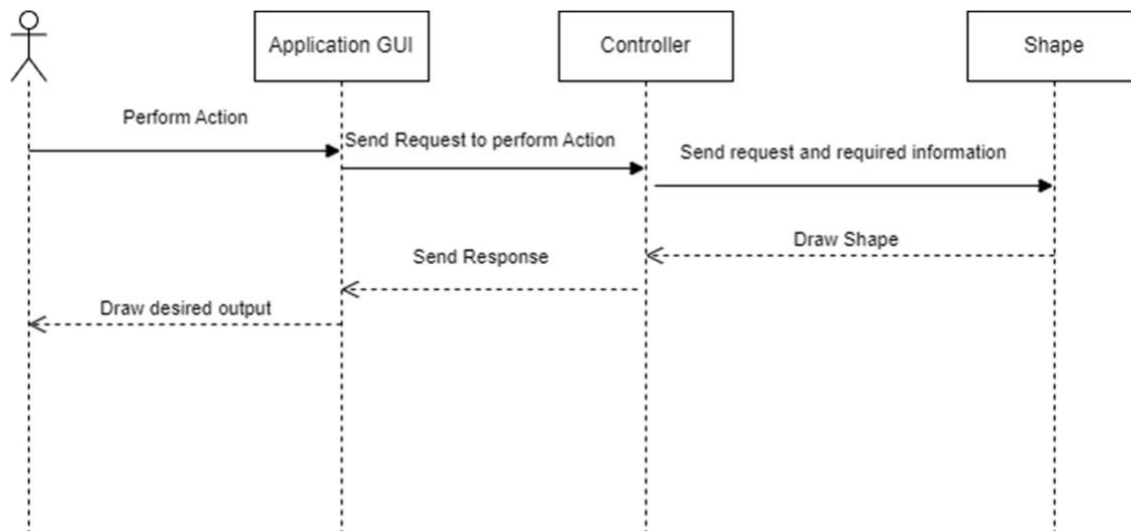 Application GUI
Controller
Shape
Perform Action
Send Request to perform Action
Send request and required information
Draw Shape
Send Response
Draw desired output